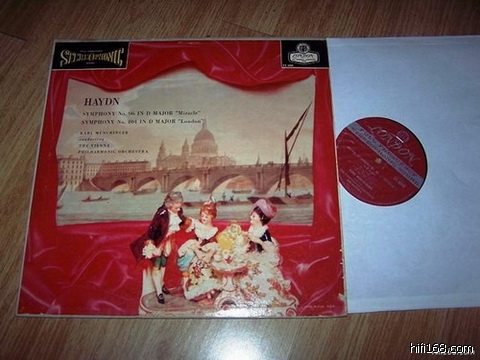 STEREOPHONIC
LONDON
HAYDN
SYMPHONY No. 96 IN D MAJOR "Miracle"
SYMPHONY No. 104 IN D MAJOR "London"
KARL MÜNCHINGER
conducting
THE VIENNA
PHILHARMONIC ORCHESTRA
LONDON
hifi168.com